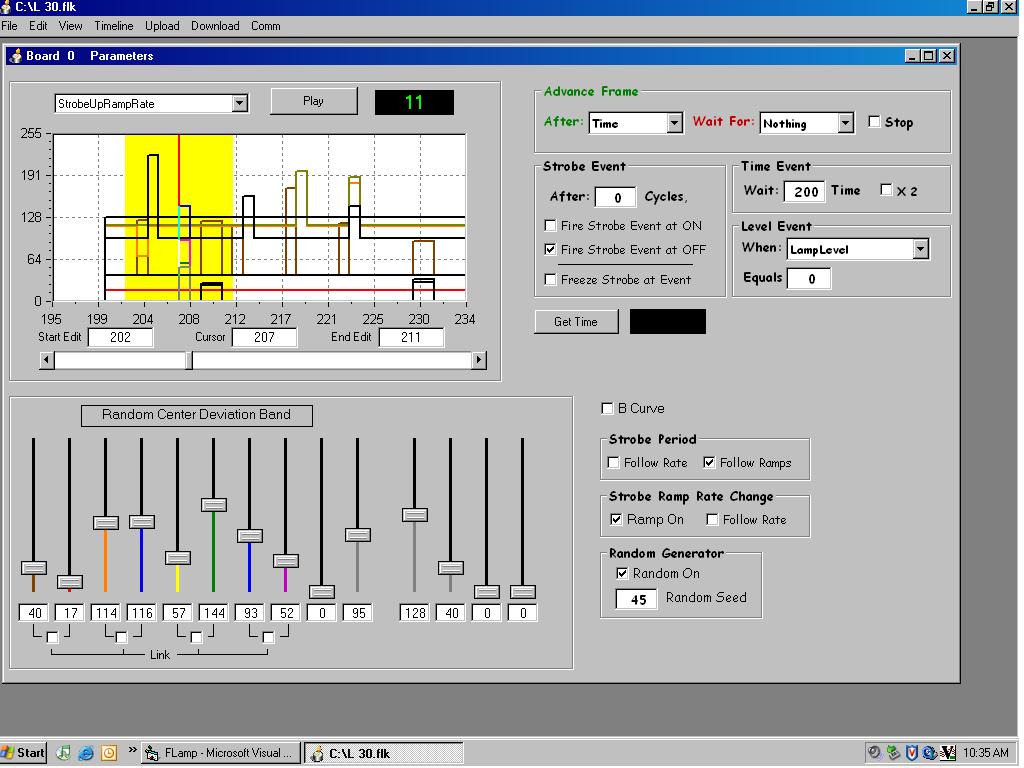 C:\L 30.flk
File Edit View Timeline Upload Download Comm
Board 0 Parameters
StrobeUpRampRate
Play
11
255
191
128
64
0
195 199 204 208 212 217 221 225 230 234
Start Edit 202 Cursor 207 End Edit 211
Advance Frame
After: Time Wait For: Nothing Stop
Strobe Event
After: 0 Cycles,
Fire Strobe Event at ON
Fire Strobe Event at OFF
Freeze Strobe at Event
Time Event
Wait: 200 Time X 2
Level Event
When: LampLevel
Equals 0
Get Time
Random Center Deviation Band
40 17 114 116 57 144 93 52 0 95 128 40 0 0
Link
B Curve
Strobe Period
Follow Rate Follow Ramps
Strobe Ramp Rate Change
Ramp On Follow Rate
Random Generator
Random On
45 Random Seed
Start » FLamp - Microsoft Visual ... C:\L 30.flk 10:35 AM